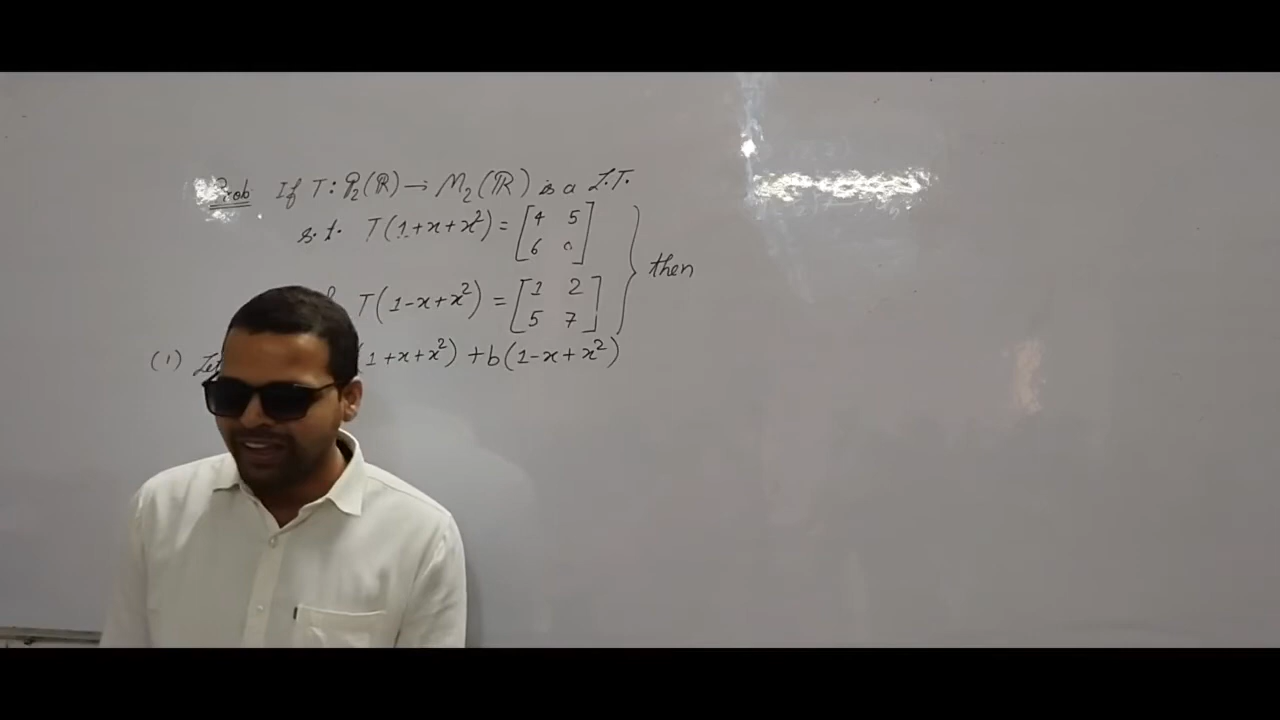 Prob If T: P₂(R) → M₂(R) is a L.T.
s.t. T(1+x+x²) = [4 5
6 0]
T(1-x+x²) = [1 2
5 7] } then
(1) Let (1+x+x²) + b(1-x+x²)